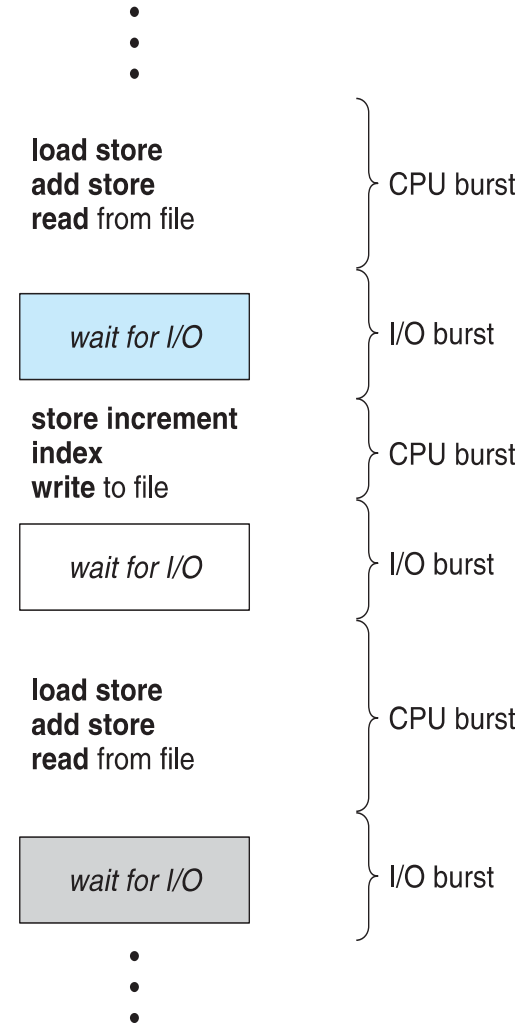 load store
add store
read from file
CPU burst
wait for I/O
I/O burst
store increment
index
write to file
CPU burst
wait for I/O
I/O burst
load store
add store
read from file
CPU burst
wait for I/O
I/O burst